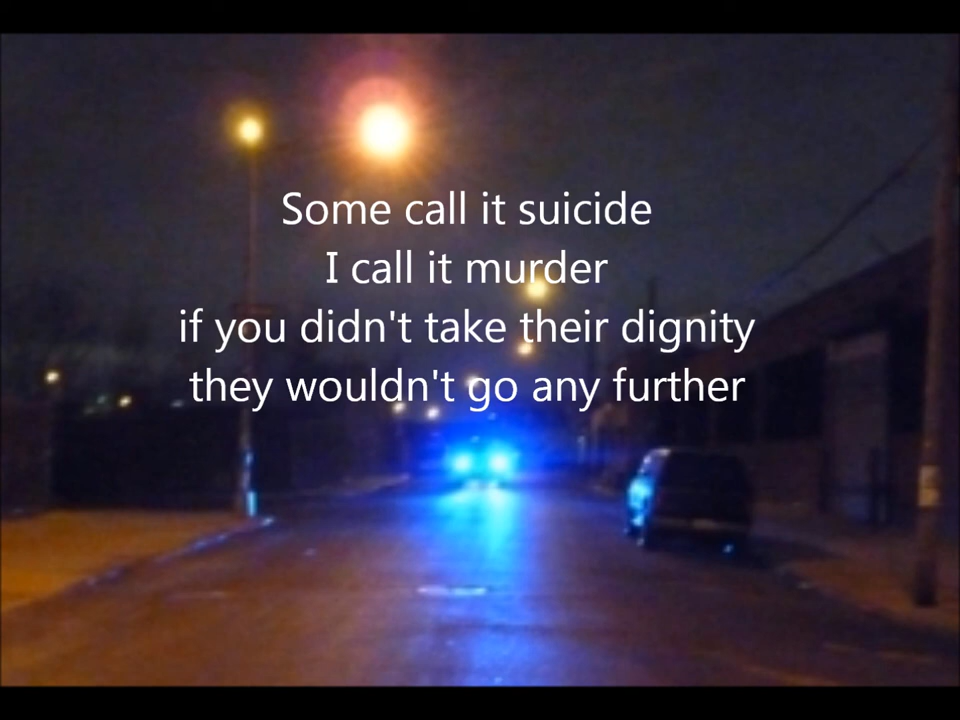 Some call it suicide
I call it murder
if you didn't take their dignity
they wouldn't go any further